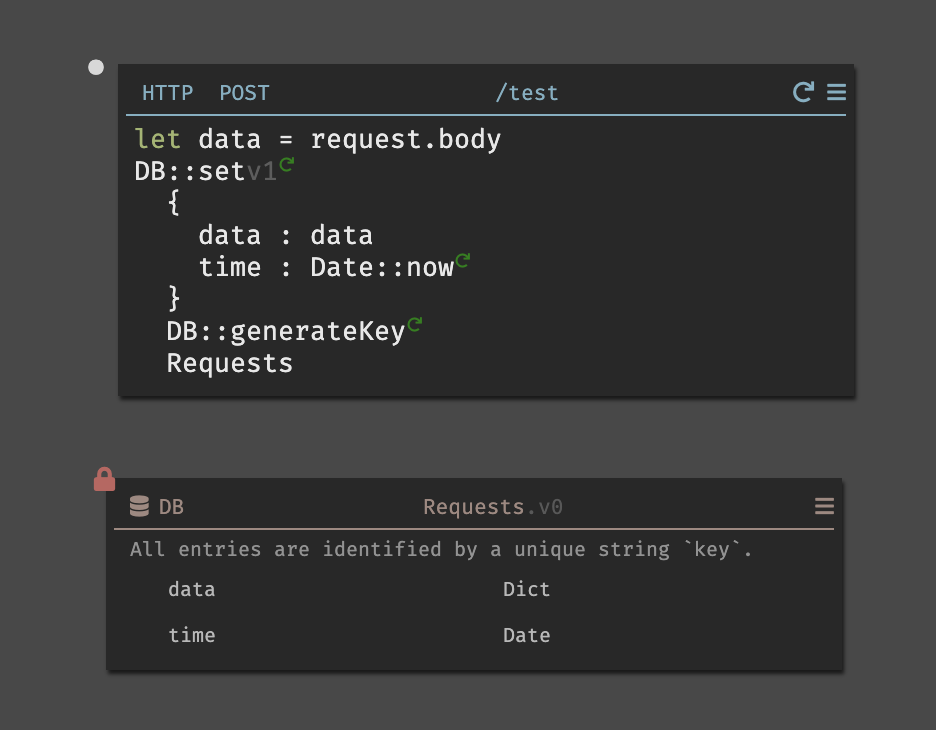 HTTP POST /test
let data = request.body
DB::setv1
{
data : data
time : Date::now
}
DB::generateKey
Requests
DB Requests.v0
All entries are identified by a unique string `key`.
data Dict
time Date